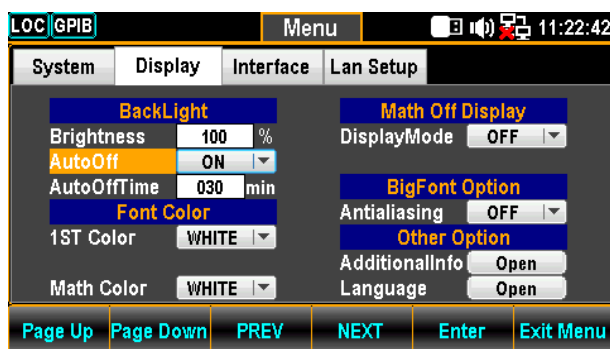 LOC GPIB Menu 11:22:42
System Display Interface Lan Setup
BackLight
Brightness 100 %
AutoOff ON
AutoOffTime 030 min
Font Color
1ST Color WHITE
Math Color WHITE
Math Off Display
DisplayMode OFF
BigFont Option
Antialiasing OFF
Other Option
AdditionalInfo Open
Language Open
Page Up Page Down PREV NEXT Enter Exit Menu